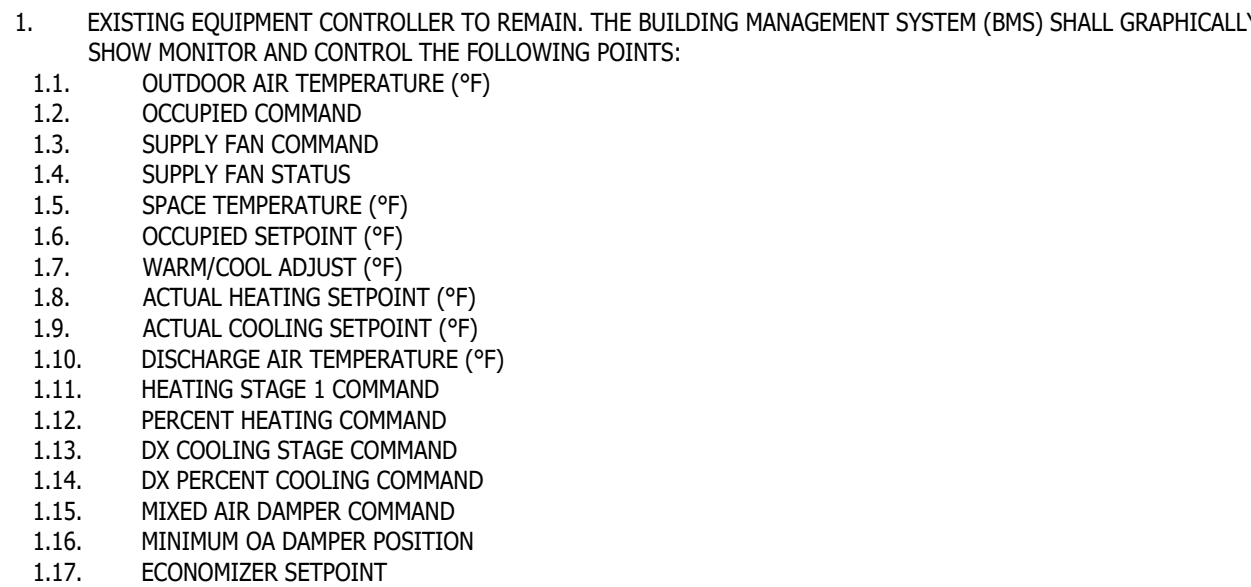 1. EXISTING EQUIPMENT CONTROLLER TO REMAIN. THE BUILDING MANAGEMENT SYSTEM (BMS) SHALL GRAPHICALLY
SHOW MONITOR AND CONTROL THE FOLLOWING POINTS:
1.1. OUTDOOR AIR TEMPERATURE (°F)
1.2. OCCUPIED COMMAND
1.3. SUPPLY FAN COMMAND
1.4. SUPPLY FAN STATUS
1.5. SPACE TEMPERATURE (°F)
1.6. OCCUPIED SETPOINT (°F)
1.7. WARM/COOL ADJUST (°F)
1.8. ACTUAL HEATING SETPOINT (°F)
1.9. ACTUAL COOLING SETPOINT (°F)
1.10. DISCHARGE AIR TEMPERATURE (°F)
1.11. HEATING STAGE 1 COMMAND
1.12. PERCENT HEATING COMMAND
1.13. DX COOLING STAGE COMMAND
1.14. DX PERCENT COOLING COMMAND
1.15. MIXED AIR DAMPER COMMAND
1.16. MINIMUM OA DAMPER POSITION
1.17. ECONOMIZER SETPOINT